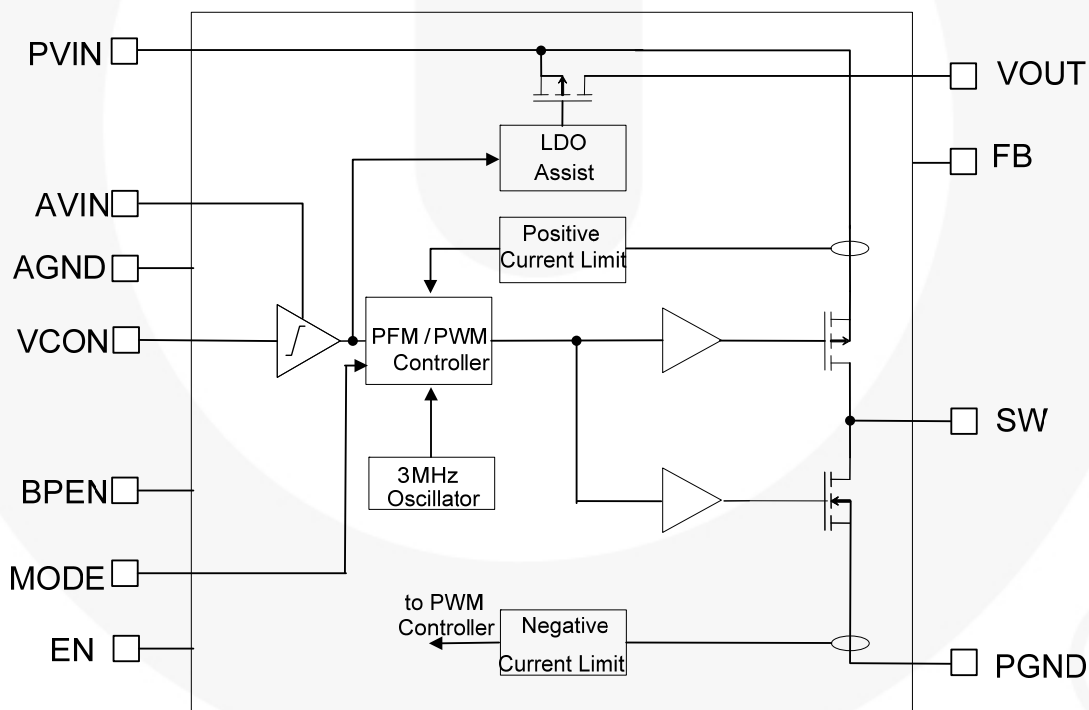 PVIN
VOUT
LDO
Assist
FB
AVIN
Positive
Current Limit
AGND
VCON
PFM / PWM
Controller
SW
3MHz
Oscillator
BPEN
MODE
to PWM
Controller
Negative
Current Limit
EN
PGND